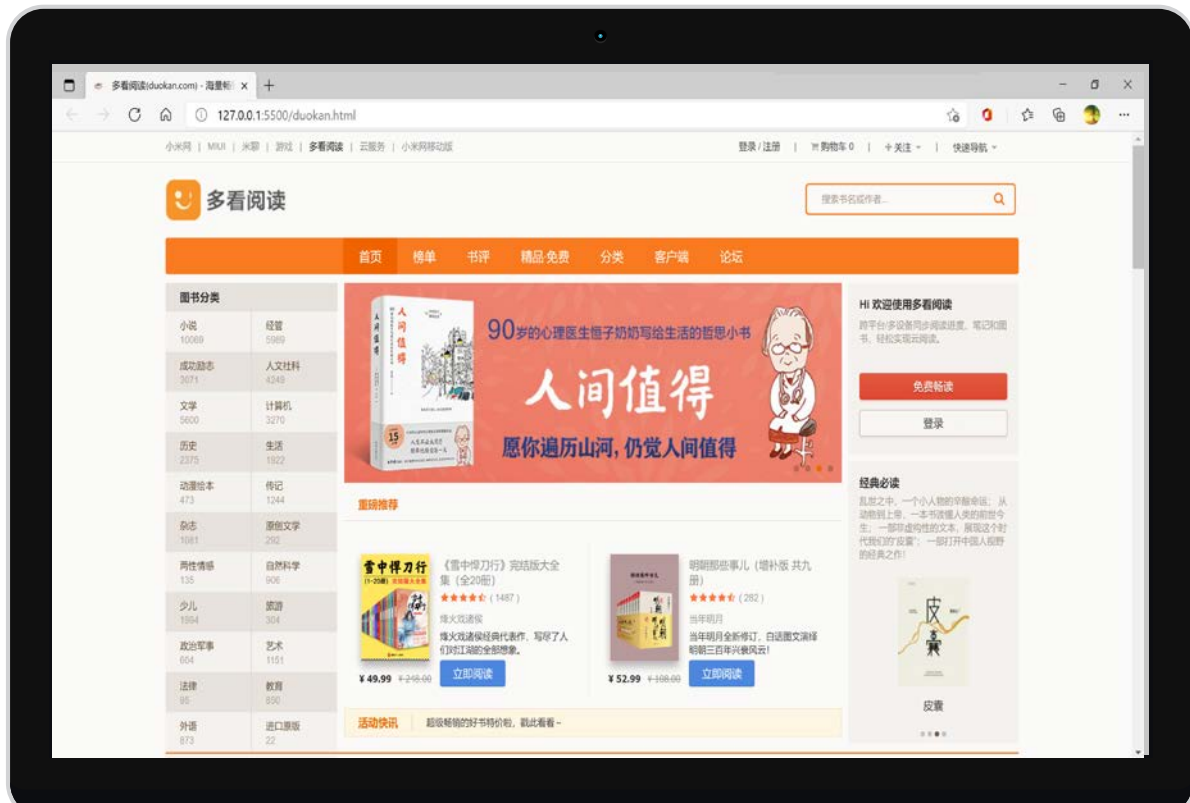 多看阅读(duokan.com) - 海量畅
127.0.0.1:5500/duokan.html
小米网 | MIUI | 米聊 | 游戏 | 多看阅读 | 云服务 | 小米网移动版
登录/注册 | 购物车 0 | +关注 | 快速导航
多看阅读
搜索书名或作者...
首页 榜单 书评 精品·免费 分类 客户端 论坛
图书分类
小说 经管
10069 5989
成功励志 人文社科
3071 4249
文学 计算机
5600 3270
历史 生活
2375 1922
动漫绘本 传记
473 1244
杂志 原创文学
1081 292
两性情感 自然科学
135 906
少儿 旅游
1994 304
政治军事 艺术
664 1151
法律 教育
95 850
外语 进口原版
873 22
人间值得
人间值得
15
90岁的心理医生恒子奶奶写给生活的哲思小书
人间值得
愿你遍历山河, 仍觉人间值得
重磅推荐
雪中悍刀行
(1-20册) 完结版大全集
《雪中悍刀行》完结版大全
集（全20册）
( 1487 )
烽火戏诸侯
烽火戏诸侯经典代表作，写尽了人
们对江湖的全部想象。
¥ 49.99 ¥ 248.00 立即阅读
明朝那些事儿（增补版 共九
册）
( 282 )
当年明月
当年明月全新修订，白话图文演绎
明朝三百年兴衰风云！
¥ 52.99 ¥ 108.00 立即阅读
活动快讯 超级畅销的好书特价啦，戳此看看~
Hi 欢迎使用多看阅读
跨平台/多设备同步阅读进度、笔记和图
书，轻松实现云阅读。
免费畅读
登录
经典必读
乱世之中，一个小人物的辛酸命运； 从
动物到上帝，一本书读懂人类的前世今
生； 一部非虚构性的文本，展现这个时
代我们的"皮囊"； 一部打开中国人视野
的经典之作！
皮囊
皮囊